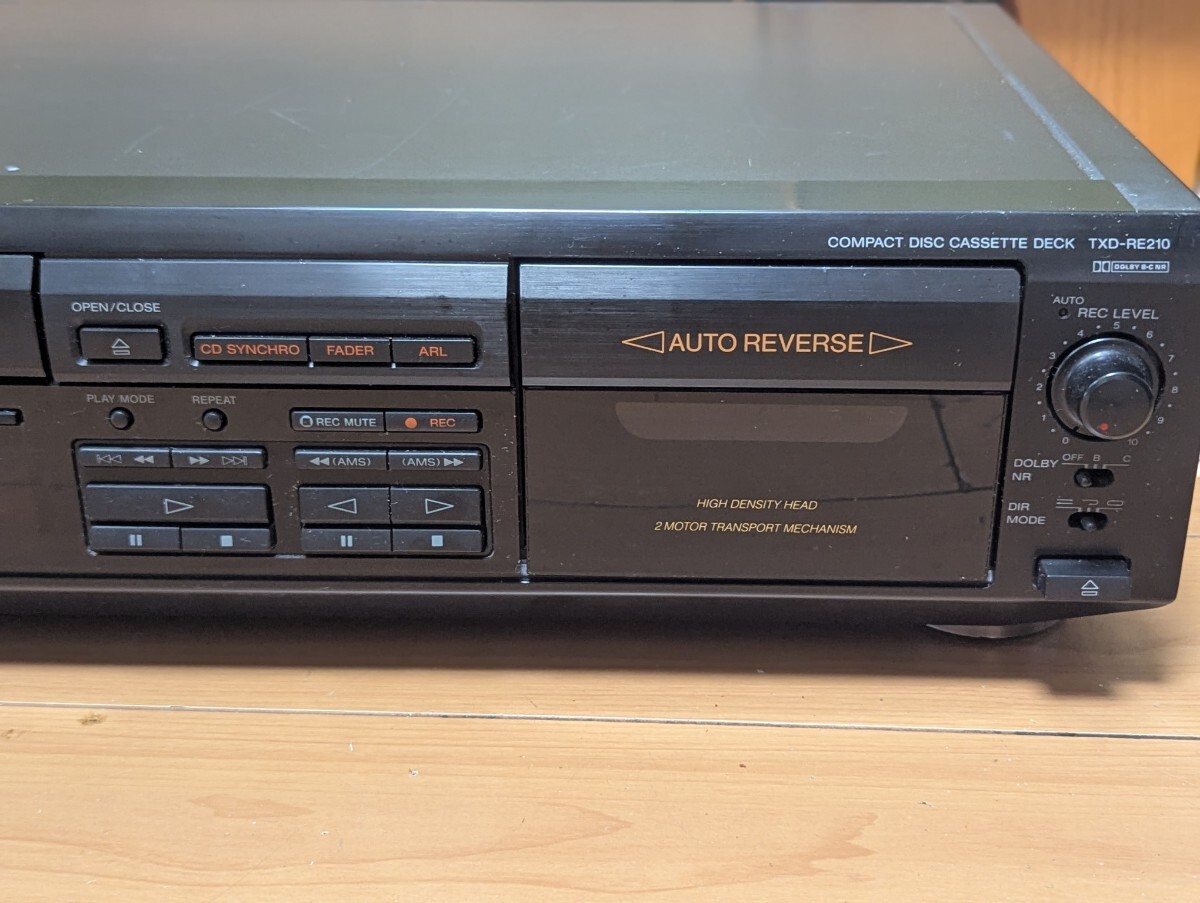 COMPACT DISC CASSETTE DECK TXD-RE210
DOLBY B-C NR
OPEN/CLOSE
CD SYNCHRO FADER ARL
AUTO REVERSE
AUTO
REC LEVEL
0 1 2 3 4 5 6 7 8 9 10
PLAY MODE REPEAT
REC MUTE REC
(AMS) (AMS)
HIGH DENSITY HEAD
2 MOTOR TRANSPORT MECHANISM
OFF B C
DOLBY
NR
DIR
MODE